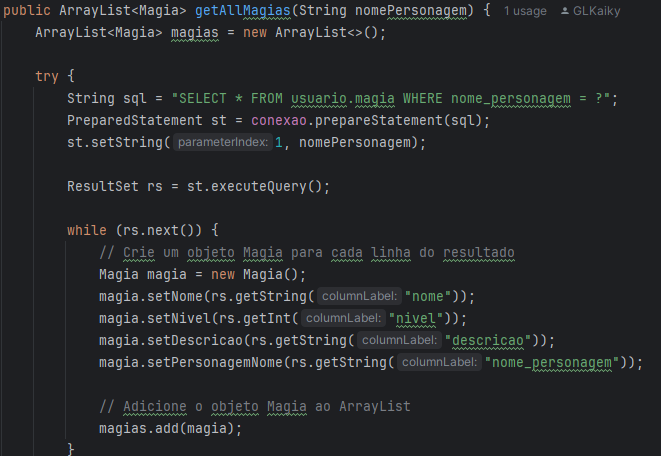 public ArrayList<Magia> getAllMagias(String nomePersonagem) { 1 usage GLKaiky
ArrayList<Magia> magias = new ArrayList<>();
try {
String sql = "SELECT * FROM usuario.magia WHERE nome_personagem = ?";
PreparedStatement st = conexao.prepareStatement(sql);
st.setString( parameterIndex: 1, nomePersonagem);
ResultSet rs = st.executeQuery();
while (rs.next()) {
// Crie um objeto Magia para cada linha do resultado
Magia magia = new Magia();
magia.setNome(rs.getString( columnLabel: "nome"));
magia.setNivel(rs.getInt( columnLabel: "nivel"));
magia.setDescricao(rs.getString( columnLabel: "descricao"));
magia.setPersonagemNome(rs.getString( columnLabel: "nome_personagem"));
// Adicione o objeto Magia ao ArrayList
magias.add(magia);
}